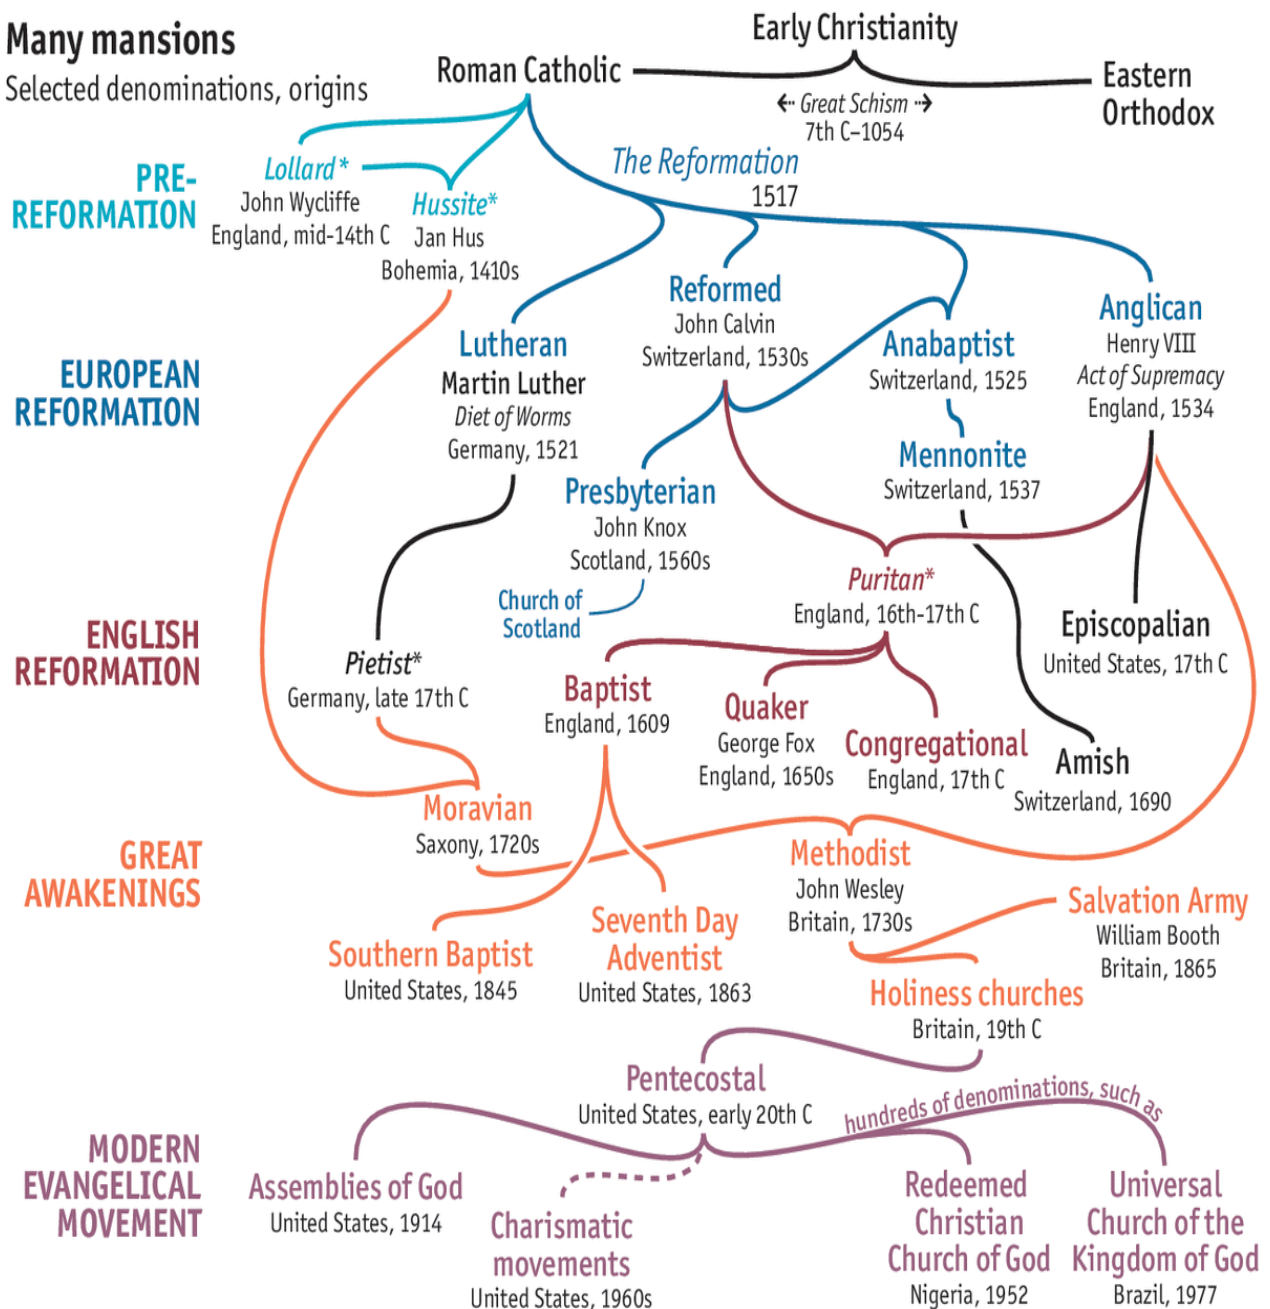 Many mansions
Selected denominations, origins
Early Christianity
Roman Catholic
Eastern
Orthodox
Great Schism
7th C–1054
PRE-
REFORMATION
Lollard*
John Wycliffe
England, mid-14th C
Hussite*
Jan Hus
Bohemia, 1410s
The Reformation
1517
EUROPEAN
REFORMATION
Lutheran
Martin Luther
Diet of Worms
Germany, 1521
Reformed
John Calvin
Switzerland, 1530s
Anabaptist
Switzerland, 1525
Anglican
Henry VIII
Act of Supremacy
England, 1534
Mennonite
Switzerland, 1537
Presbyterian
John Knox
Scotland, 1560s
Church of
Scotland
ENGLISH
REFORMATION
Puritan*
England, 16th-17th C
Episcopalian
United States, 17th C
Pietist*
Germany, late 17th C
Baptist
England, 1609
Quaker
George Fox
England, 1650s
Congregational
England, 17th C
Amish
Switzerland, 1690
GREAT
AWAKENINGS
Moravian
Saxony, 1720s
Methodist
John Wesley
Britain, 1730s
Salvation Army
William Booth
Britain, 1865
Southern Baptist
United States, 1845
Seventh Day
Adventist
United States, 1863
Holiness churches
Britain, 19th C
MODERN
EVANGELICAL
MOVEMENT
Pentecostal
United States, early 20th C
hundreds of denominations, such as
Assemblies of God
United States, 1914
Charismatic
movements
United States, 1960s
Redeemed
Christian
Church of God
Nigeria, 1952
Universal
Church of the
Kingdom of God
Brazil, 1977